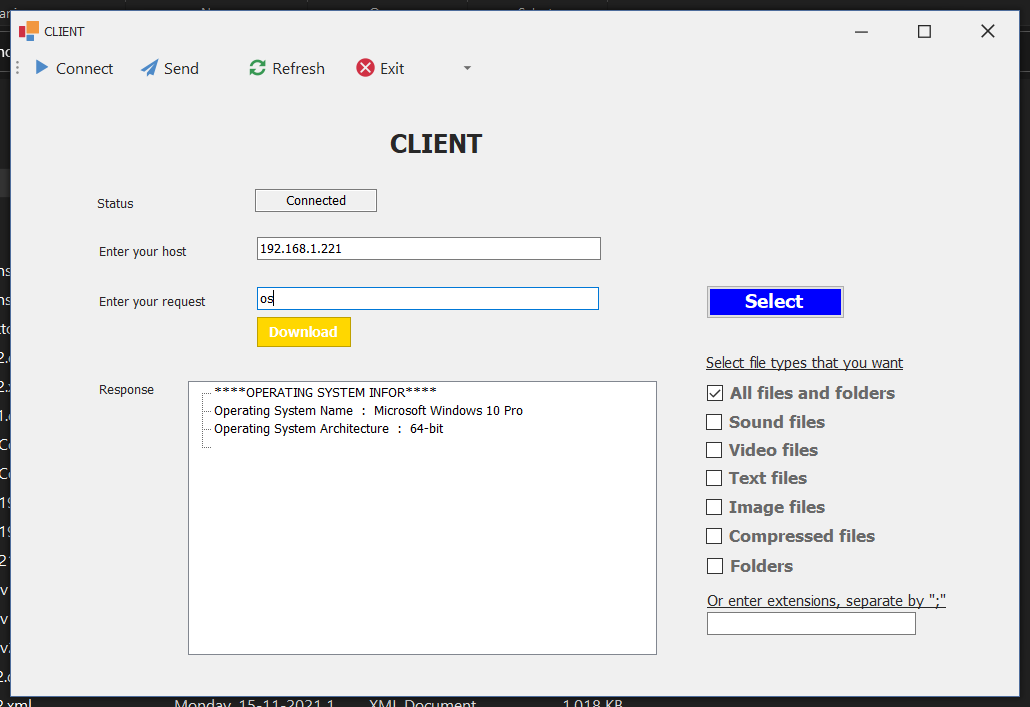 CLIENT
Connect Send Refresh Exit
CLIENT
Status Connected
Enter your host 192.168.1.221
Enter your request os
Select
Download
Select file types that you want
Response
****OPERATING SYSTEM INFOR****
Operating System Name : Microsoft Windows 10 Pro
Operating System Architecture : 64-bit
All files and folders
Sound files
Video files
Text files
Image files
Compressed files
Folders
Or enter extensions, separate by ";"
2.xml Monday, 15-11-2021 1 XML Document 1,018 KB